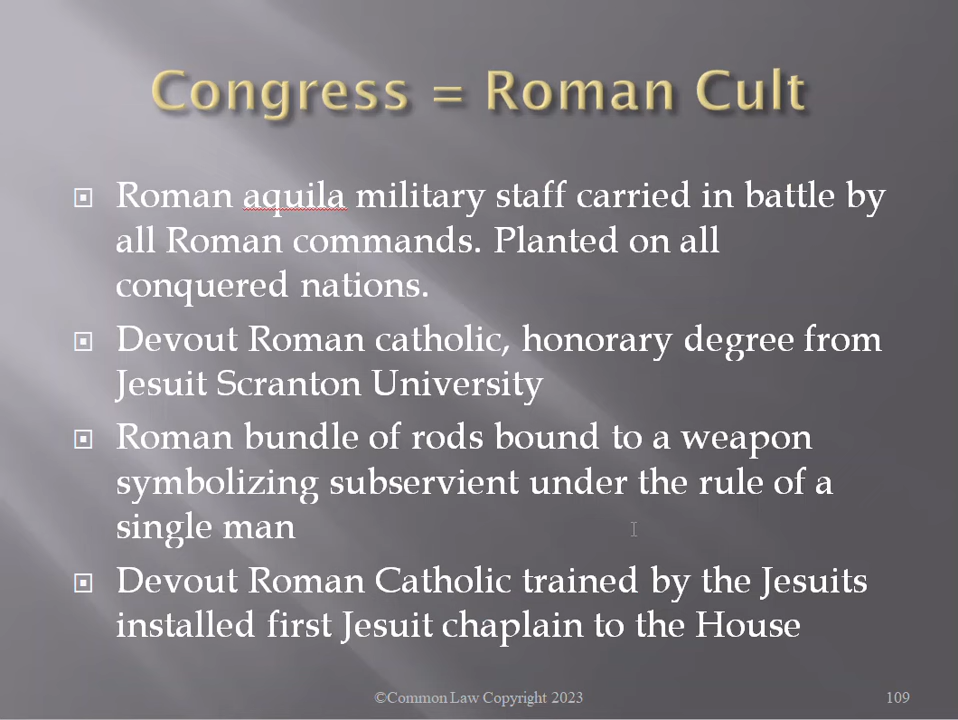 Congress = Roman Cult
Roman aquila military staff carried in battle by
all Roman commands. Planted on all
conquered nations.
Devout Roman catholic, honorary degree from
Jesuit Scranton University
Roman bundle of rods bound to a weapon
symbolizing subservient under the rule of a
single man
Devout Roman Catholic trained by the Jesuits
installed first Jesuit chaplain to the House
©Common Law Copyright 2023
109